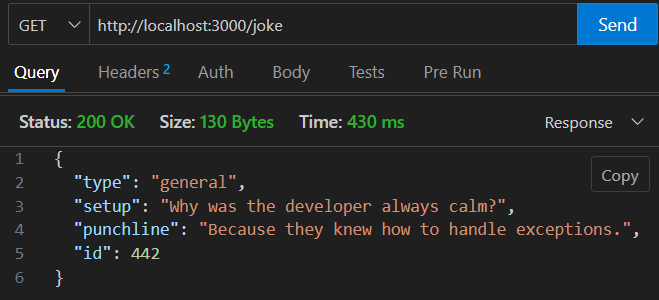 GET http://localhost:3000/joke Send
Query Headers 2 Auth Body Tests Pre Run
Status: 200 OK Size: 130 Bytes Time: 430 ms Response
1 {
2 "type": "general",
3 "setup": "Why was the developer always calm?",
4 "punchline": "Because they knew how to handle exceptions.",
5 "id": 442
6 }
Copy